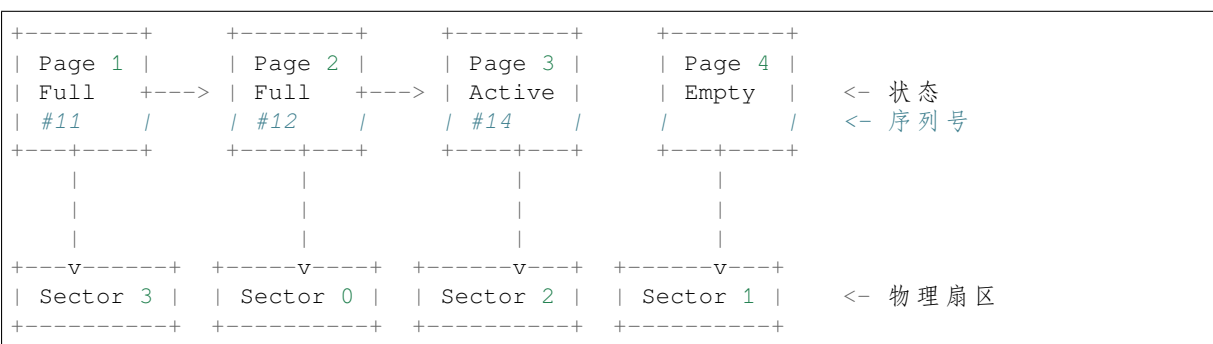 +--------+     +--------+     +--------+     +--------+
| Page 1 |     | Page 2 |     | Page 3 |     | Page 4 |
| Full   +---> | Full   +---> | Active |     | Empty  |   <- 状态
| #11    |     | #12    |     | #14    |     |        |   <- 序列号
+---+----+     +----+---+     +----+---+     +---+----+
    |               |              |             |
    |               |              |             |
    |               |              |             |
+---v------+  +-----v----+  +------v---+  +------v---+
| Sector 3 |  | Sector 0 |  | Sector 2 |  | Sector 1 |   <- 物理扇区
+----------+  +----------+  +----------+  +----------+